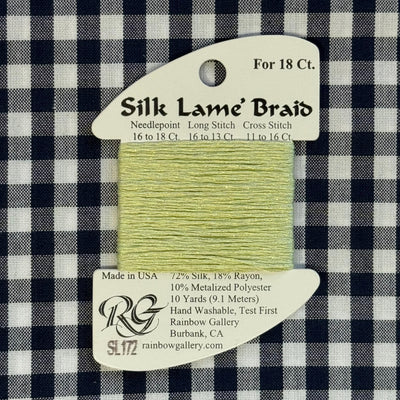 For 18 Ct.
Silk Lamé Braid
Needlepoint Long Stitch Cross Stitch
16 to 18 Ct. 16 to 13 Ct. 11 to 16 Ct.
Made in USA 72% Silk, 18% Rayon,
10% Metalized Polyester
10 Yards (9.1 Meters)
Hand Washable, Test First
Rainbow Gallery
Burbank, CA
rainbowgallery.com
RG
SL172